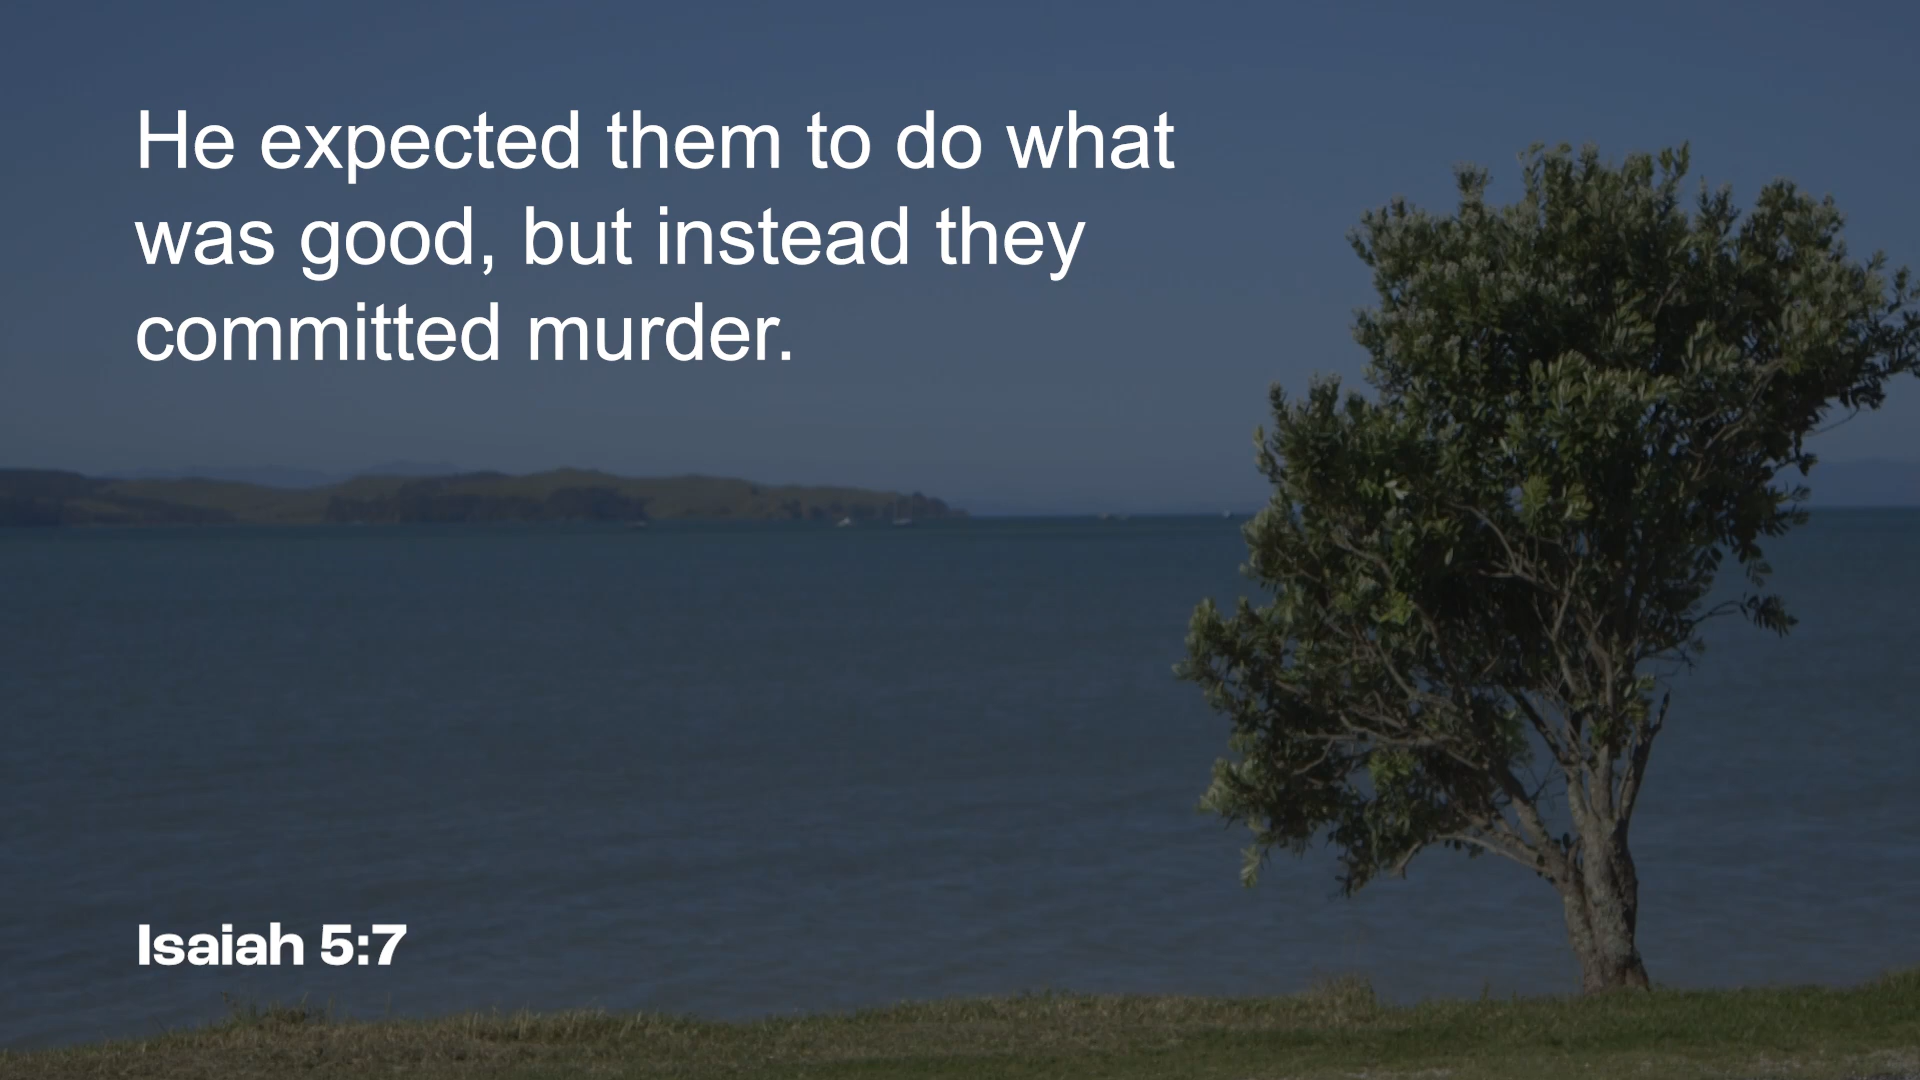 He expected them to do what
was good, but instead they
committed murder.
Isaiah 5:7